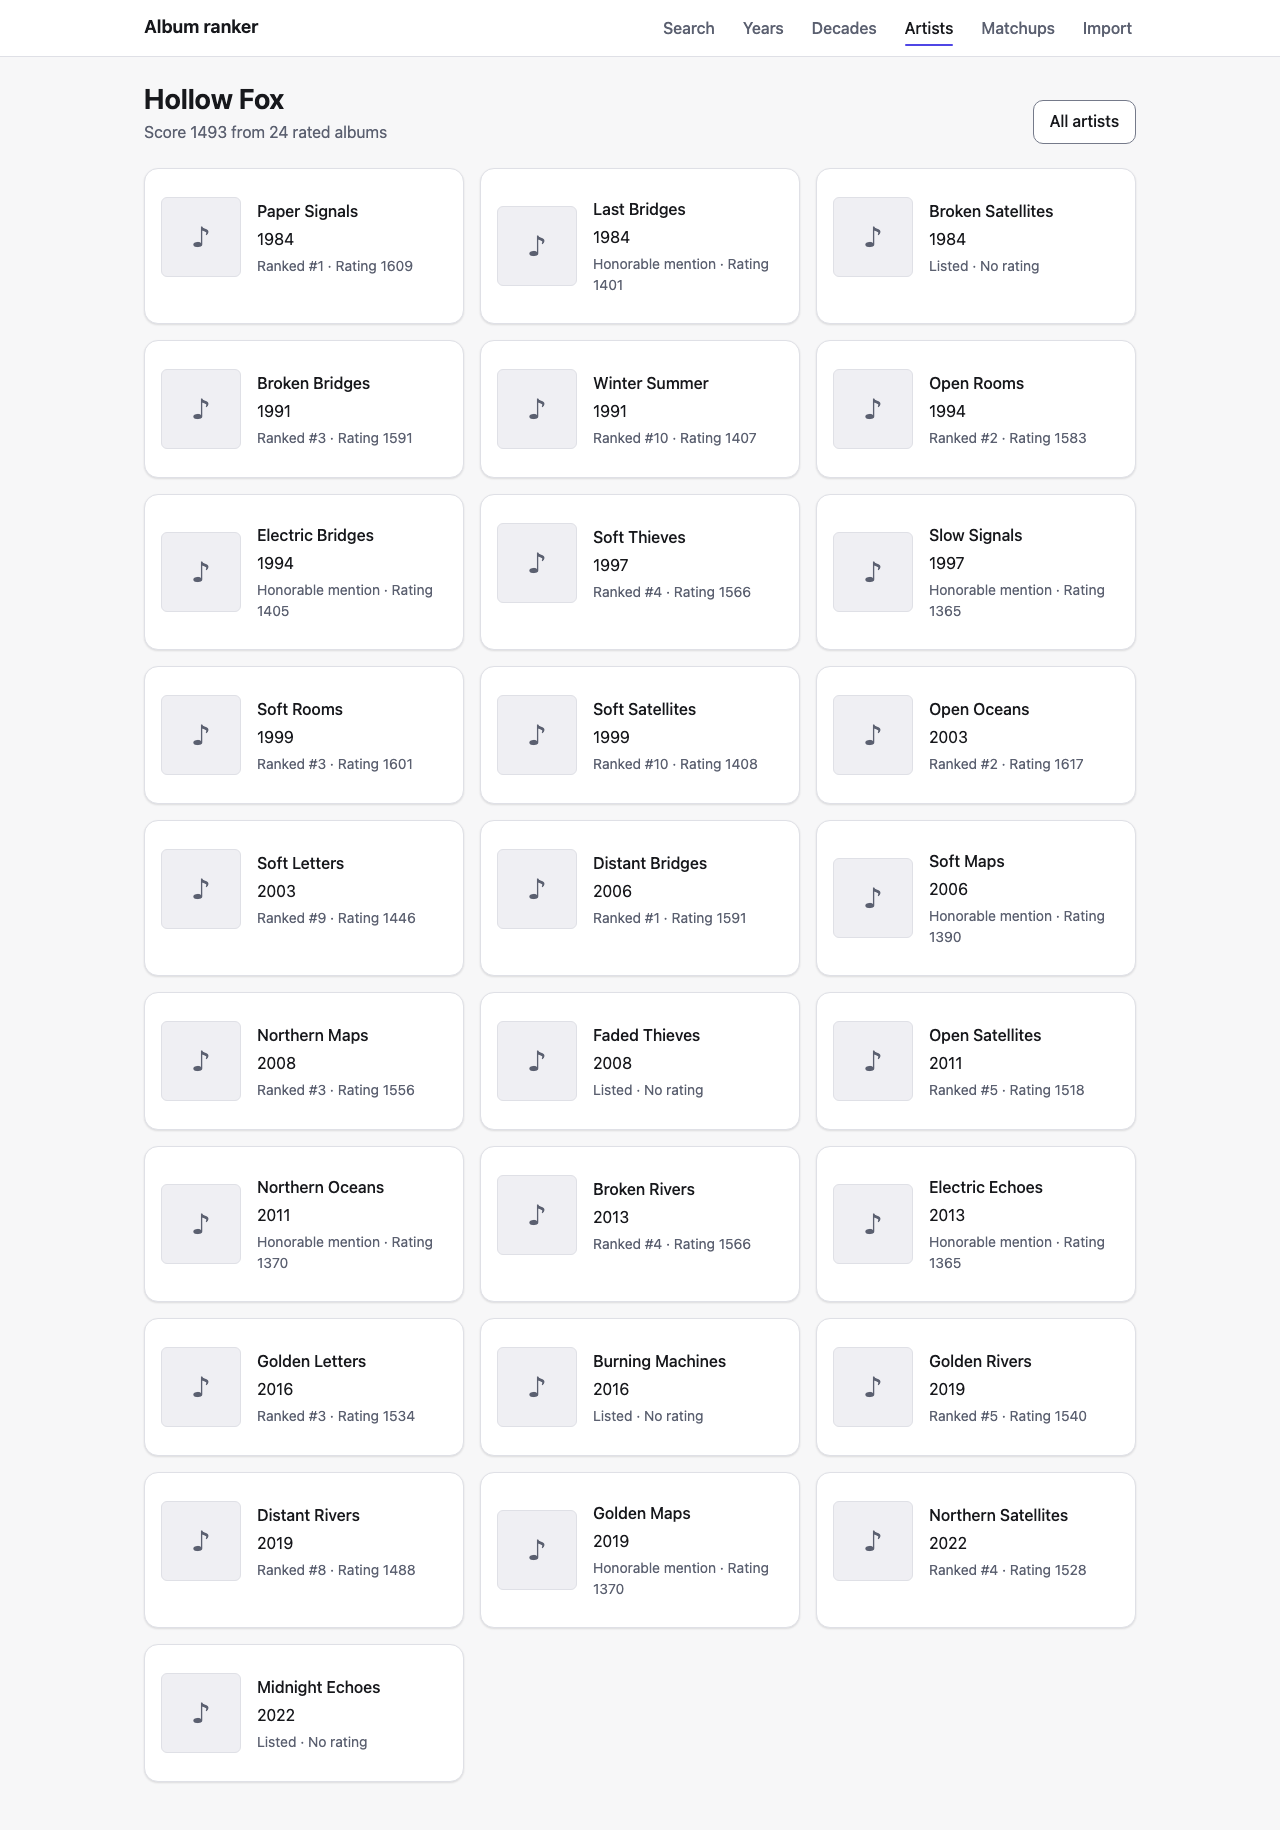 Album ranker
Search
Years
Decades
Artists
Matchups
Import
Hollow Fox
Score 1493 from 24 rated albums
All artists
Paper Signals
1984
Ranked #1 · Rating 1609
Last Bridges
1984
Honorable mention · Rating
1401
Broken Satellites
1984
Listed · No rating
Broken Bridges
1991
Ranked #3 · Rating 1591
Winter Summer
1991
Ranked #10 · Rating 1407
Open Rooms
1994
Ranked #2 · Rating 1583
Electric Bridges
1994
Honorable mention · Rating
1405
Soft Thieves
1997
Ranked #4 · Rating 1566
Slow Signals
1997
Honorable mention · Rating
1365
Soft Rooms
1999
Ranked #3 · Rating 1601
Soft Satellites
1999
Ranked #10 · Rating 1408
Open Oceans
2003
Ranked #2 · Rating 1617
Soft Letters
2003
Ranked #9 · Rating 1446
Distant Bridges
2006
Ranked #1 · Rating 1591
Soft Maps
2006
Honorable mention · Rating
1390
Northern Maps
2008
Ranked #3 · Rating 1556
Faded Thieves
2008
Listed · No rating
Open Satellites
2011
Ranked #5 · Rating 1518
Northern Oceans
2011
Honorable mention · Rating
1370
Broken Rivers
2013
Ranked #4 · Rating 1566
Electric Echoes
2013
Honorable mention · Rating
1365
Golden Letters
2016
Ranked #3 · Rating 1534
Burning Machines
2016
Listed · No rating
Golden Rivers
2019
Ranked #5 · Rating 1540
Distant Rivers
2019
Ranked #8 · Rating 1488
Golden Maps
2019
Honorable mention · Rating
1370
Northern Satellites
2022
Ranked #4 · Rating 1528
Midnight Echoes
2022
Listed · No rating